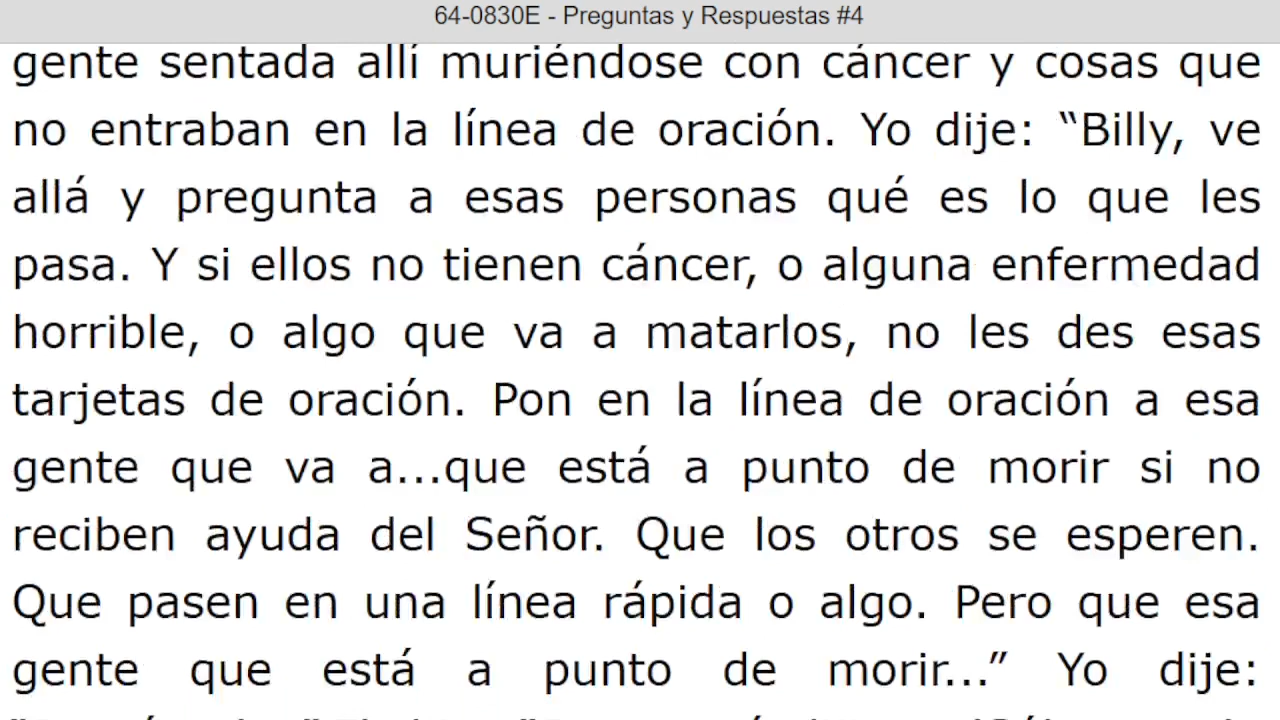 64-0830E - Preguntas y Respuestas #4
gente sentada allí muriéndose con cáncer y cosas que
no entraban en la línea de oración. Yo dije: “Billy, ve
allá y pregunta a esas personas qué es lo que les
pasa. Y si ellos no tienen cáncer, o alguna enfermedad
horrible, o algo que va a matarlos, no les des esas
tarjetas de oración. Pon en la línea de oración a esa
gente que va a...que está a punto de morir si no
reciben ayuda del Señor. Que los otros se esperen.
Que pasen en una línea rápida o algo. Pero que esa
gente que está a punto de morir...” Yo dije: